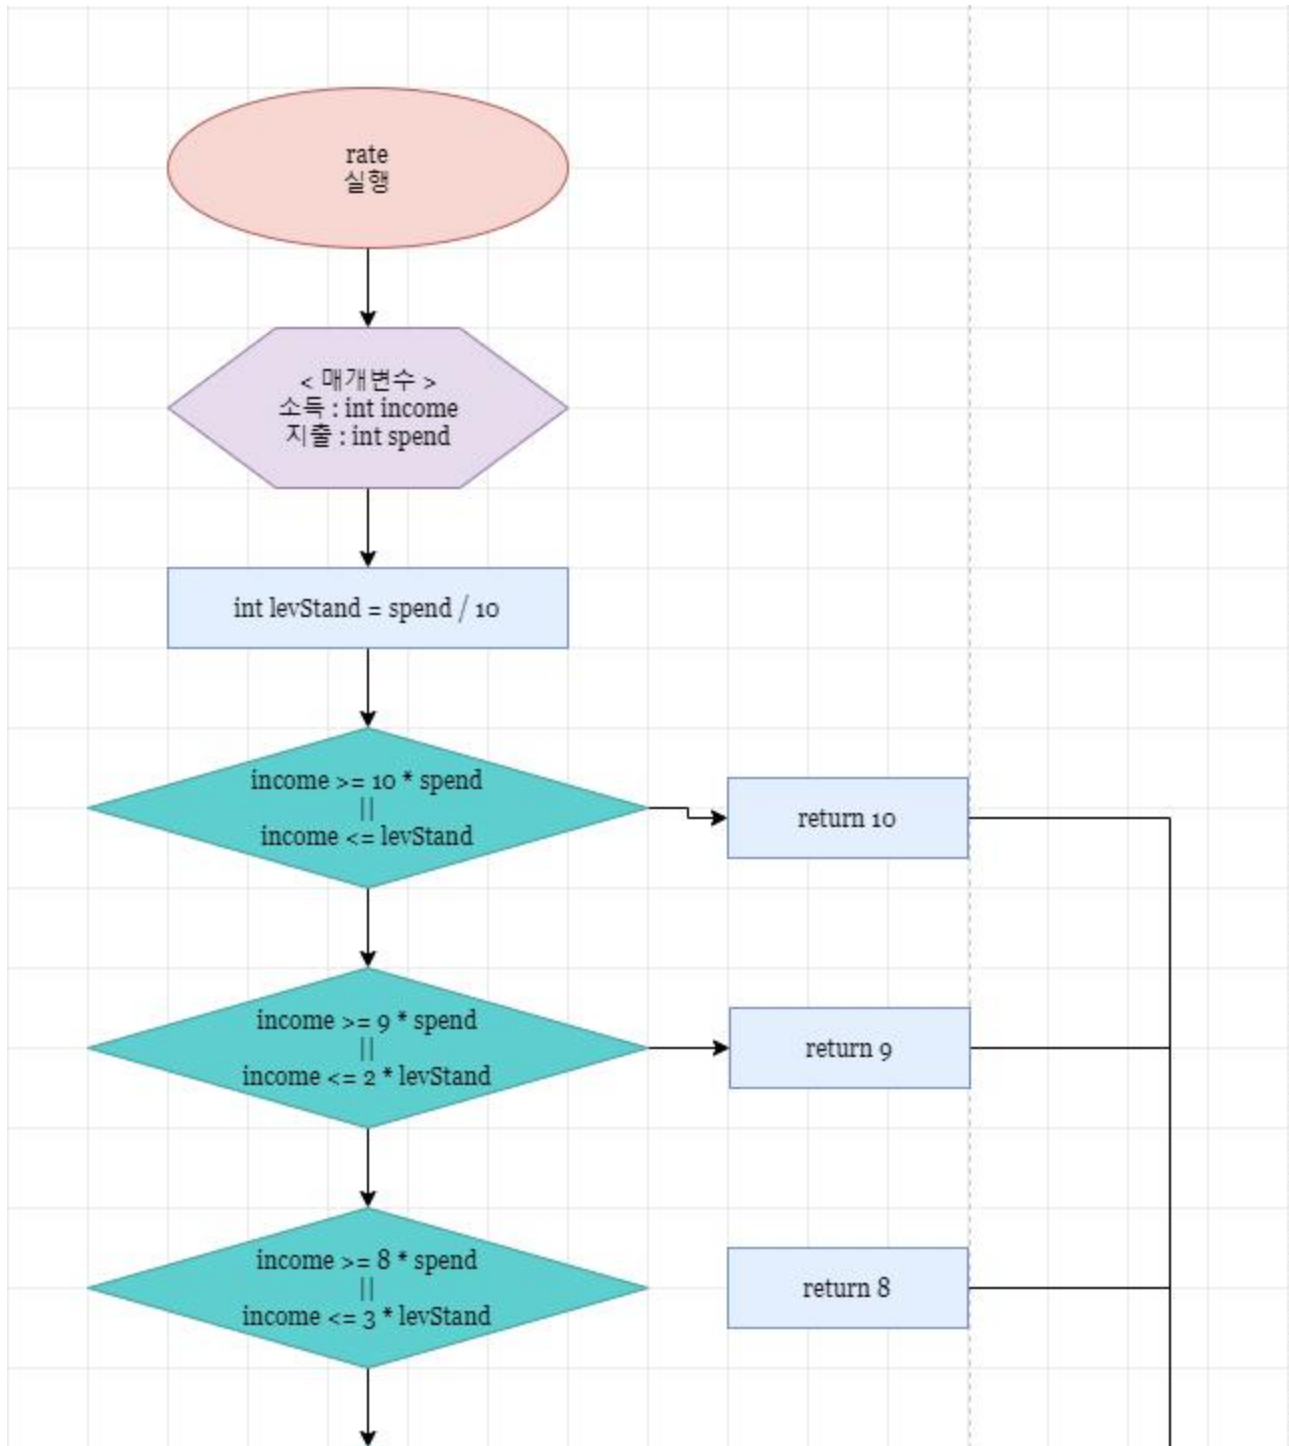 rate
실행
< 매개변수 >
소득 : int income
지출 : int spend
int levStand = spend / 10
income >= 10 * spend
||
income <= levStand
return 10
income >= 9 * spend
||
income <= 2 * levStand
return 9
income >= 8 * spend
||
income <= 3 * levStand
return 8